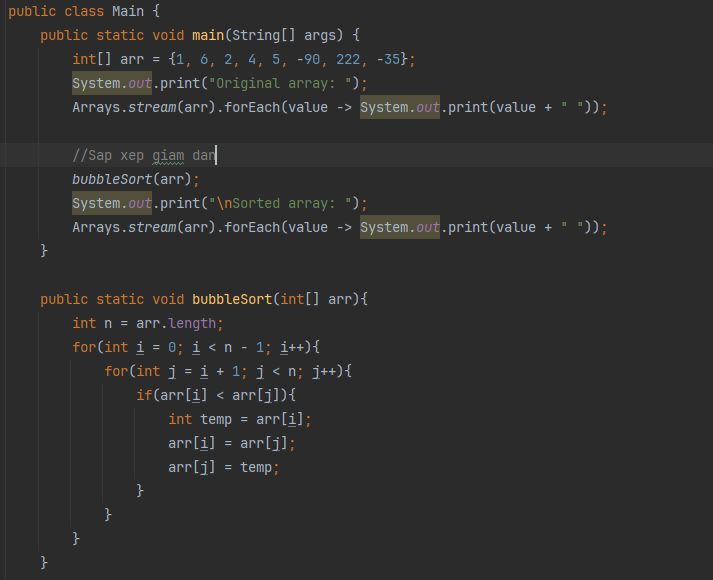 public class Main {
    public static void main(String[] args) {
        int[] arr = {1, 6, 2, 4, 5, -90, 222, -35};
        System.out.print("Original array: ");
        Arrays.stream(arr).forEach(value -> System.out.print(value + " "));

        //Sap xep giam dan
        bubbleSort(arr);
        System.out.print("\nSorted array: ");
        Arrays.stream(arr).forEach(value -> System.out.print(value + " "));
    }

    public static void bubbleSort(int[] arr){
        int n = arr.length;
        for(int i = 0; i < n - 1; i++){
            for(int j = i + 1; j < n; j++){
                if(arr[i] < arr[j]){
                    int temp = arr[i];
                    arr[i] = arr[j];
                    arr[j] = temp;
                }
            }
        }
    }